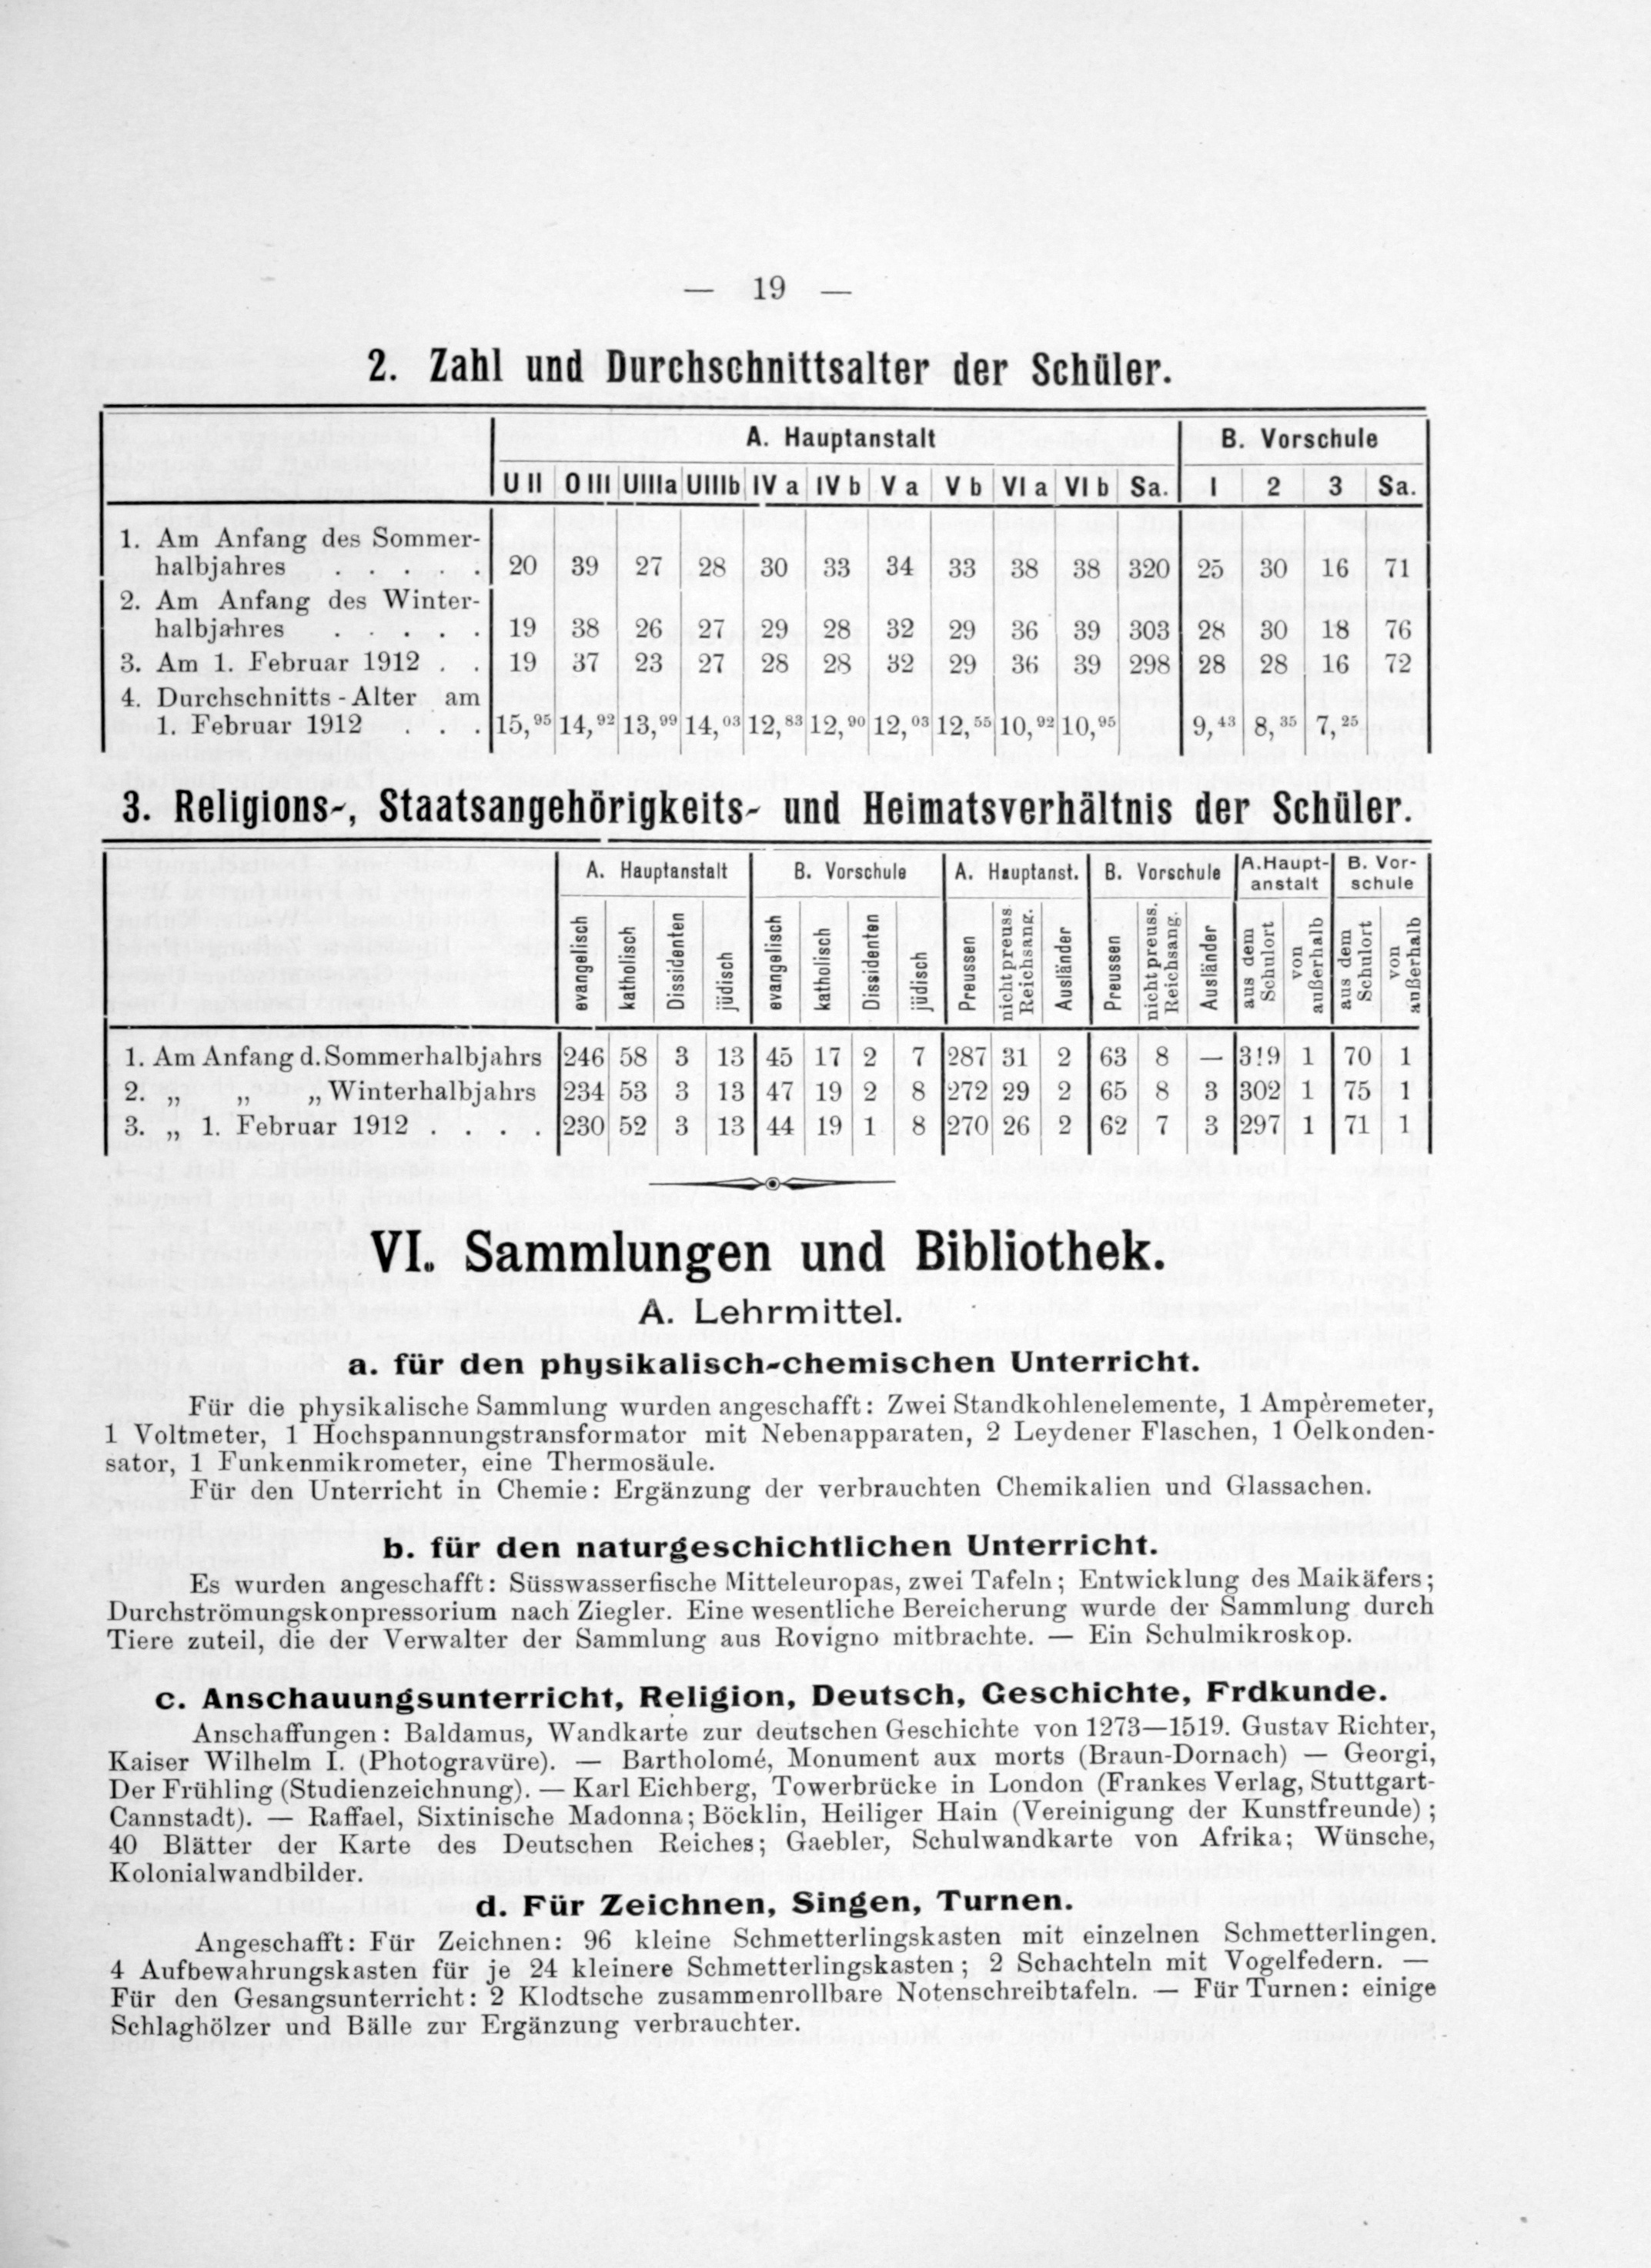 — 19 —
2. Zahl und Durchschnittsalter der Schüler.
A. Hauptanstalt B. Vorschule
U II O III UIIIa UIIIb IV a IV b V a V b VI a VI b Sa. I 2 3 Sa.
1. Am Anfang des Sommer-
halbjahres . . . . . 20 39 27 28 30 33 34 33 38 38 320 25 30 16 71
2. Am Anfang des Winter-
halbjahres . . . . . 19 38 26 27 29 28 32 29 36 39 303 28 30 18 76
3. Am 1. Februar 1912 . . 19 37 23 27 28 28 32 29 36 39 298 28 28 16 72
4. Durchschnitts-Alter am
1. Februar 1912 . . . 15,95 14,92 13,99 14,03 12,83 12,90 12,03 12,55 10,92 10,95 9,43 8,35 7,25
3. Religions-, Staatsangehörigkeits- und Heimatsverhältnis der Schüler.
A. Hauptanstalt B. Vorschule A. Hauptanst. B. Vorschule A.Haupt-anstalt B. Vor-schule
evangelisch katholisch Dissidenten jüdisch evangelisch katholisch Dissidenten jüdisch Preussen nicht preuss. Reichsang. Ausländer Preussen nicht preuss. Reichsang. Ausländer aus dem Schulort von außerhalb aus dem Schulort von außerhalb
1. Am Anfang d. Sommerhalbjahrs 246 58 3 13 45 17 2 7 287 31 2 63 8 — 319 1 70 1
2. „ „ „ Winterhalbjahrs 234 53 3 13 47 19 2 8 272 29 2 65 8 3 302 1 75 1
3. „ 1. Februar 1912 . . . . 230 52 3 13 44 19 1 8 270 26 2 62 7 3 297 1 71 1
VI. Sammlungen und Bibliothek.
A. Lehrmittel.
a. für den physikalisch-chemischen Unterricht.
Für die physikalische Sammlung wurden angeschafft: Zwei Standkohlenelemente, 1 Ampèremeter,
1 Voltmeter, 1 Hochspannungstransformator mit Nebenapparaten, 2 Leydener Flaschen, 1 Oelkonden-
sator, 1 Funkenmikrometer, eine Thermosäule.
Für den Unterricht in Chemie: Ergänzung der verbrauchten Chemikalien und Glassachen.
b. für den naturgeschichtlichen Unterricht.
Es wurden angeschafft: Süsswasserfische Mitteleuropas, zwei Tafeln; Entwicklung des Maikäfers;
Durchströmungskonpressorium nach Ziegler. Eine wesentliche Bereicherung wurde der Sammlung durch
Tiere zuteil, die der Verwalter der Sammlung aus Rovigno mitbrachte. — Ein Schulmikroskop.
c. Anschauungsunterricht, Religion, Deutsch, Geschichte, Frdkunde.
Anschaffungen: Baldamus, Wandkarte zur deutschen Geschichte von 1273—1519. Gustav Richter,
Kaiser Wilhelm I. (Photogravüre). — Bartholomé, Monument aux morts (Braun-Dornach) — Georgi,
Der Frühling (Studienzeichnung). — Karl Eichberg, Towerbrücke in London (Frankes Verlag, Stuttgart-
Cannstadt). — Raffael, Sixtinische Madonna; Böcklin, Heiliger Hain (Vereinigung der Kunstfreunde);
40 Blätter der Karte des Deutschen Reiches; Gaebler, Schulwandkarte von Afrika; Wünsche,
Kolonialwandbilder.
d. Für Zeichnen, Singen, Turnen.
Angeschafft: Für Zeichnen: 96 kleine Schmetterlingskasten mit einzelnen Schmetterlingen.
4 Aufbewahrungskasten für je 24 kleinere Schmetterlingskasten; 2 Schachteln mit Vogelfedern. —
Für den Gesangsunterricht: 2 Klodtsche zusammenrollbare Notenschreibtafeln. — Für Turnen: einige
Schlaghölzer und Bälle zur Ergänzung verbrauchter.